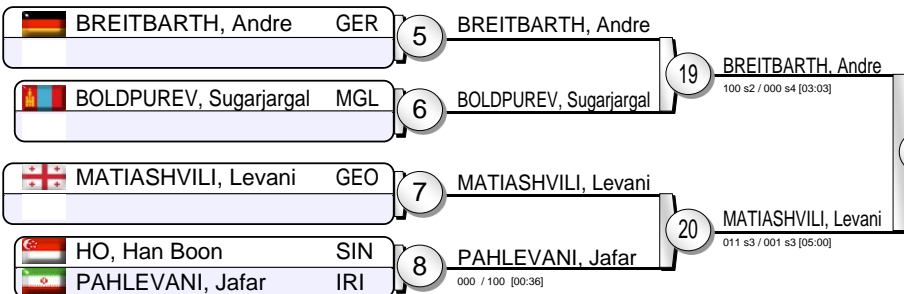 BREITBARTH, Andre GER
5
BREITBARTH, Andre
19
BREITBARTH, Andre
100 s2 / 000 s4 [03:03]
BOLDPUREV, Sugarjargal MGL
6
BOLDPUREV, Sugarjargal
MATIASHVILI, Levani GEO
7
MATIASHVILI, Levani
20
MATIASHVILI, Levani
011 s3 / 001 s3 [05:00]
HO, Han Boon SIN
PAHLEVANI, Jafar IRI
8
PAHLEVANI, Jafar
000 / 100 [00:36]